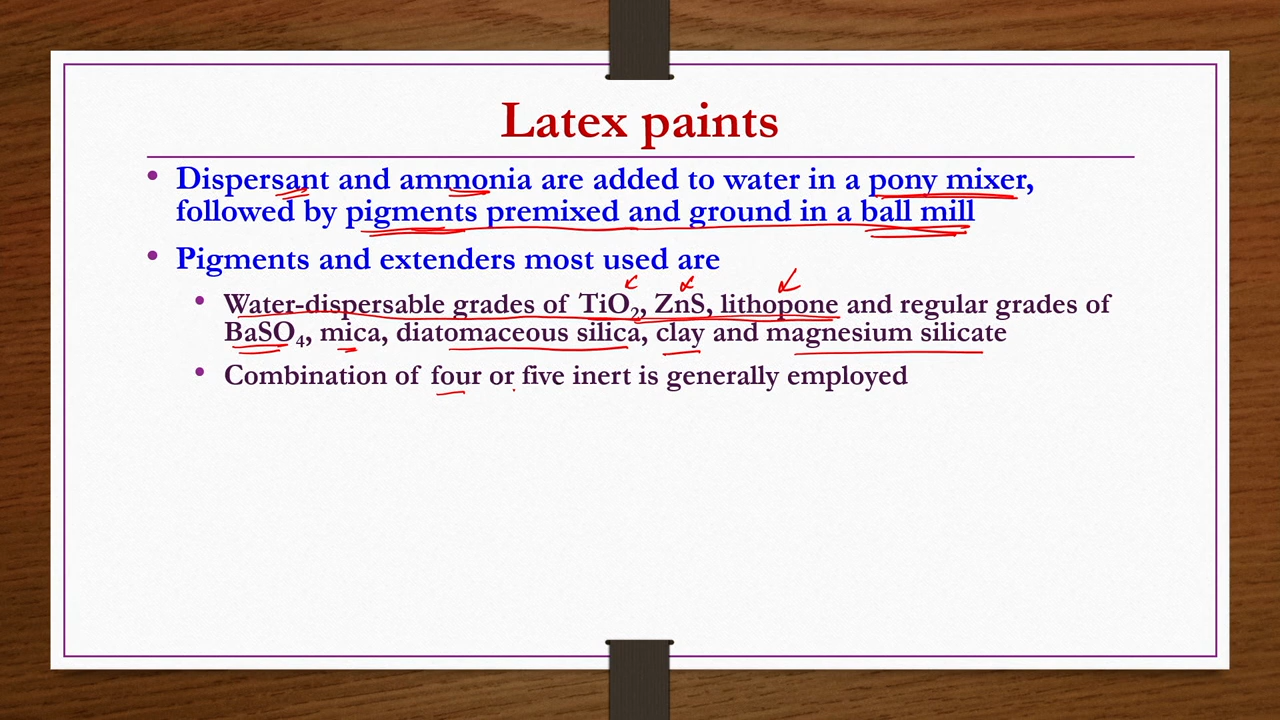 Latex paints
• Dispersant and ammonia are added to water in a pony mixer,
followed by pigments premixed and ground in a ball mill
• Pigments and extenders most used are
• Water-dispersable grades of TiO₂, ZnS, lithopone and regular grades of
BaSO₄, mica, diatomaceous silica, clay and magnesium silicate
• Combination of four or five inert is generally employed